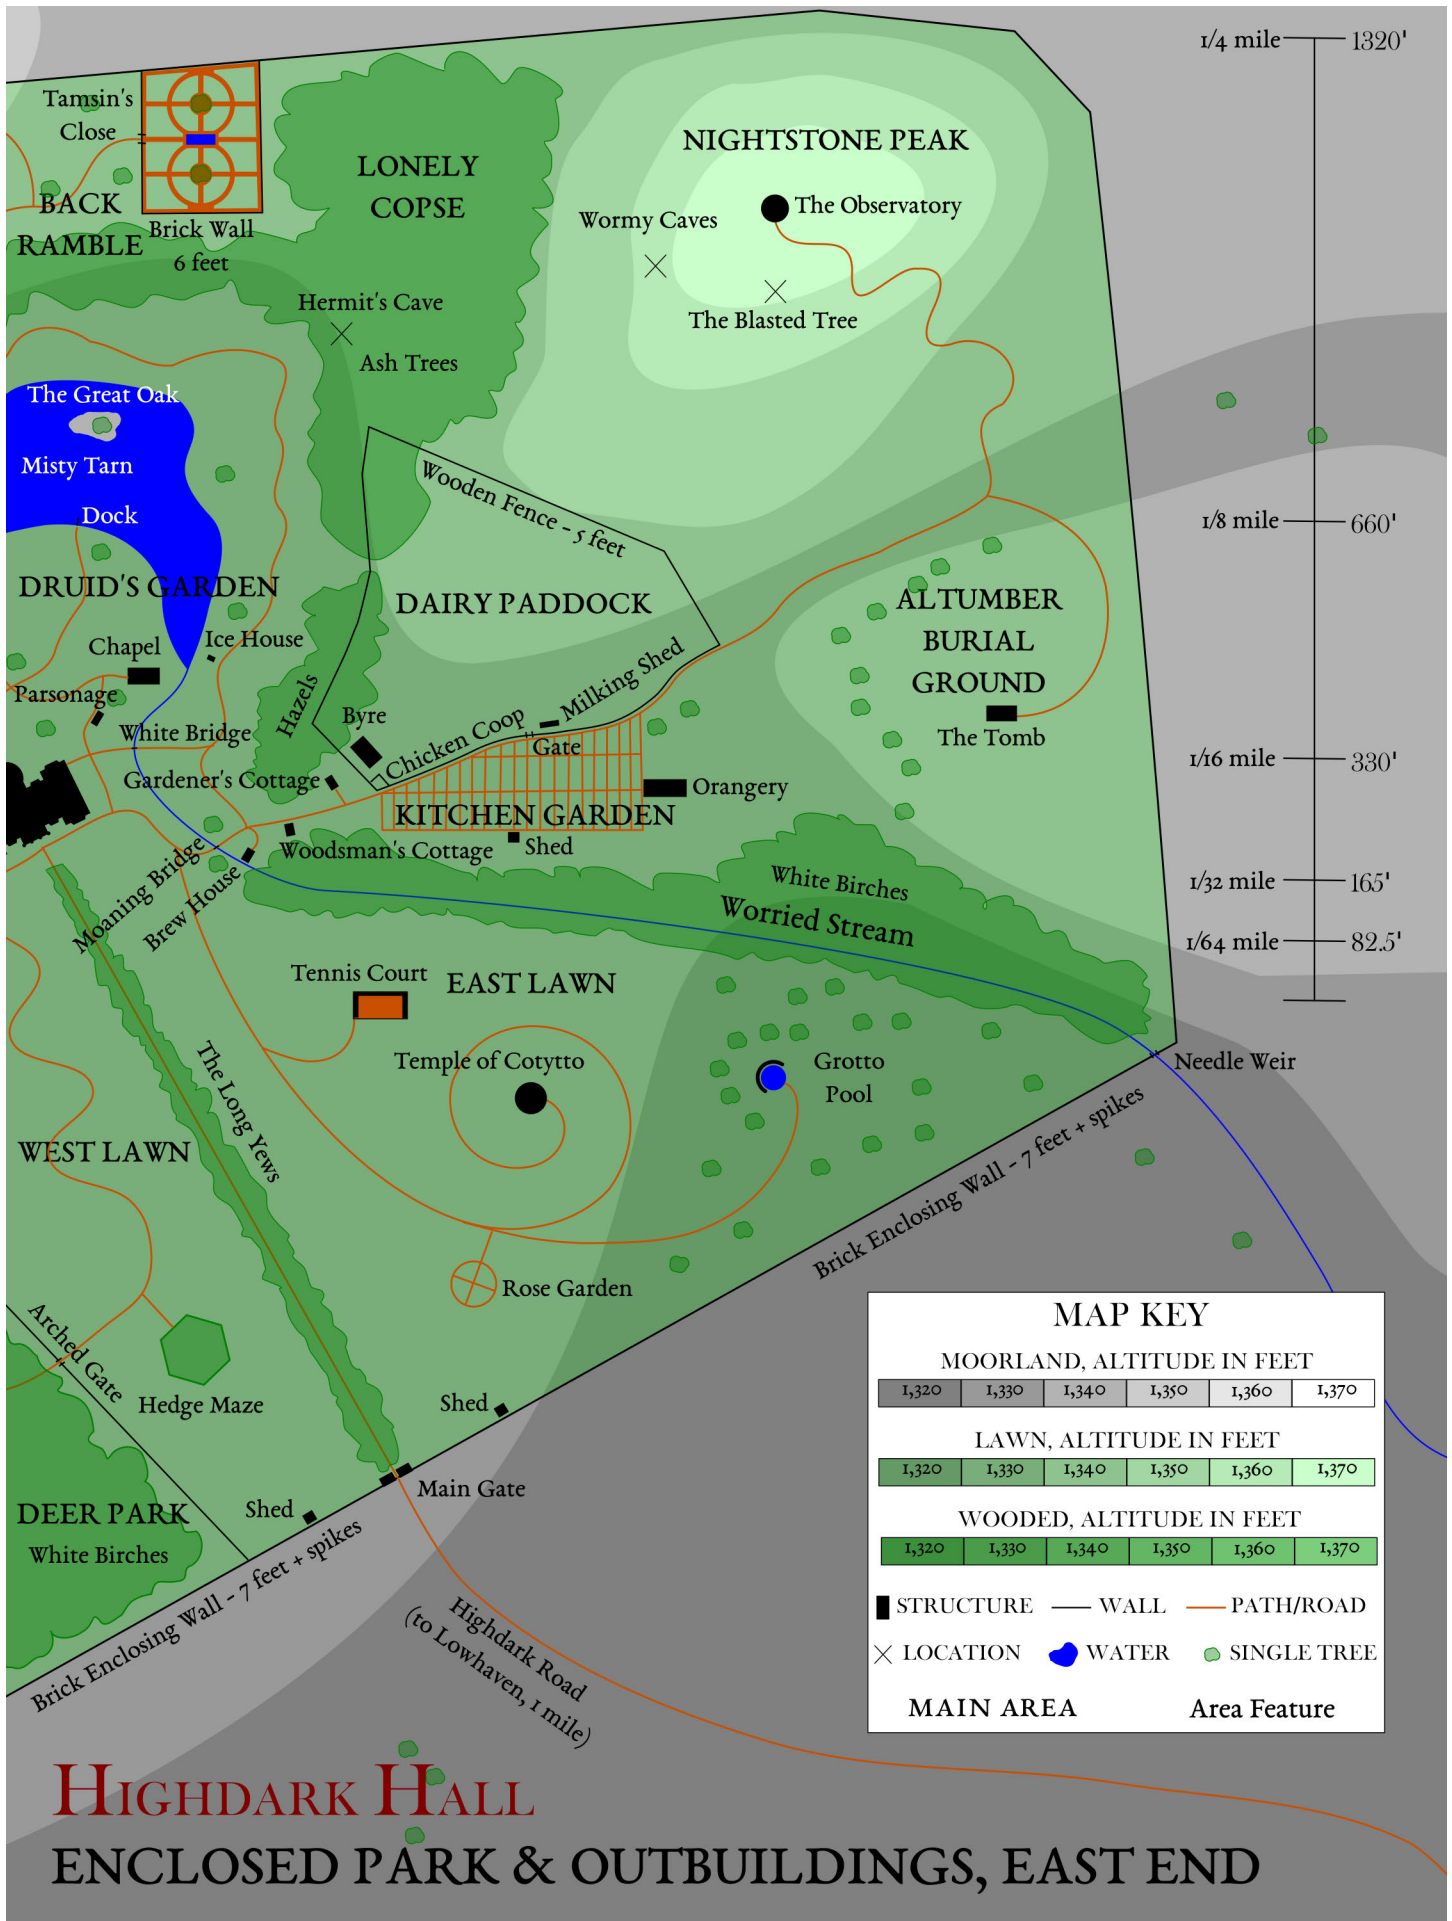 1/4 mile
1320'
Tamsin's
Close
NIGHTSTONE PEAK
LONELY
COPSE
BACK
RAMBLE
Brick Wall
6 feet
Wormy Caves
The Observatory
Hermit's Cave
The Blasted Tree
Ash Trees
The Great Oak
Misty Tarn
Wooden Fence - 5 feet
Dock
1/8 mile
660'
DRUID'S GARDEN
DAIRY PADDOCK
ALTUMBER
BURIAL
GROUND
Chapel
Ice House
Parsonage
Hazels
Byre
Chicken Coop
Milking Shed
Gate
The Tomb
White Bridge
1/16 mile
330'
Gardener's Cottage
Orangery
KITCHEN GARDEN
Woodsman's Cottage
Shed
Moaning Bridge
Brew House
White Birches
Worried Stream
1/32 mile
165'
1/64 mile
82.5'
Tennis Court
EAST LAWN
Temple of Cotytto
Grotto
Pool
Needle Weir
The Long Yews
WEST LAWN
Brick Enclosing Wall - 7 feet + spikes
Rose Garden
Arched Gate
Hedge Maze
Shed
Main Gate
DEER PARK
White Birches
Shed
Brick Enclosing Wall - 7 feet + spikes
Highdark Road
(to Lowhaven, 1 mile)
MAP KEY
MOORLAND, ALTITUDE IN FEET
1,320 1,330 1,340 1,350 1,360 1,370
LAWN, ALTITUDE IN FEET
1,320 1,330 1,340 1,350 1,360 1,370
WOODED, ALTITUDE IN FEET
1,320 1,330 1,340 1,350 1,360 1,370
STRUCTURE WALL PATH/ROAD
LOCATION WATER SINGLE TREE
MAIN AREA Area Feature
HIGHDARK HALL
ENCLOSED PARK & OUTBUILDINGS, EAST END